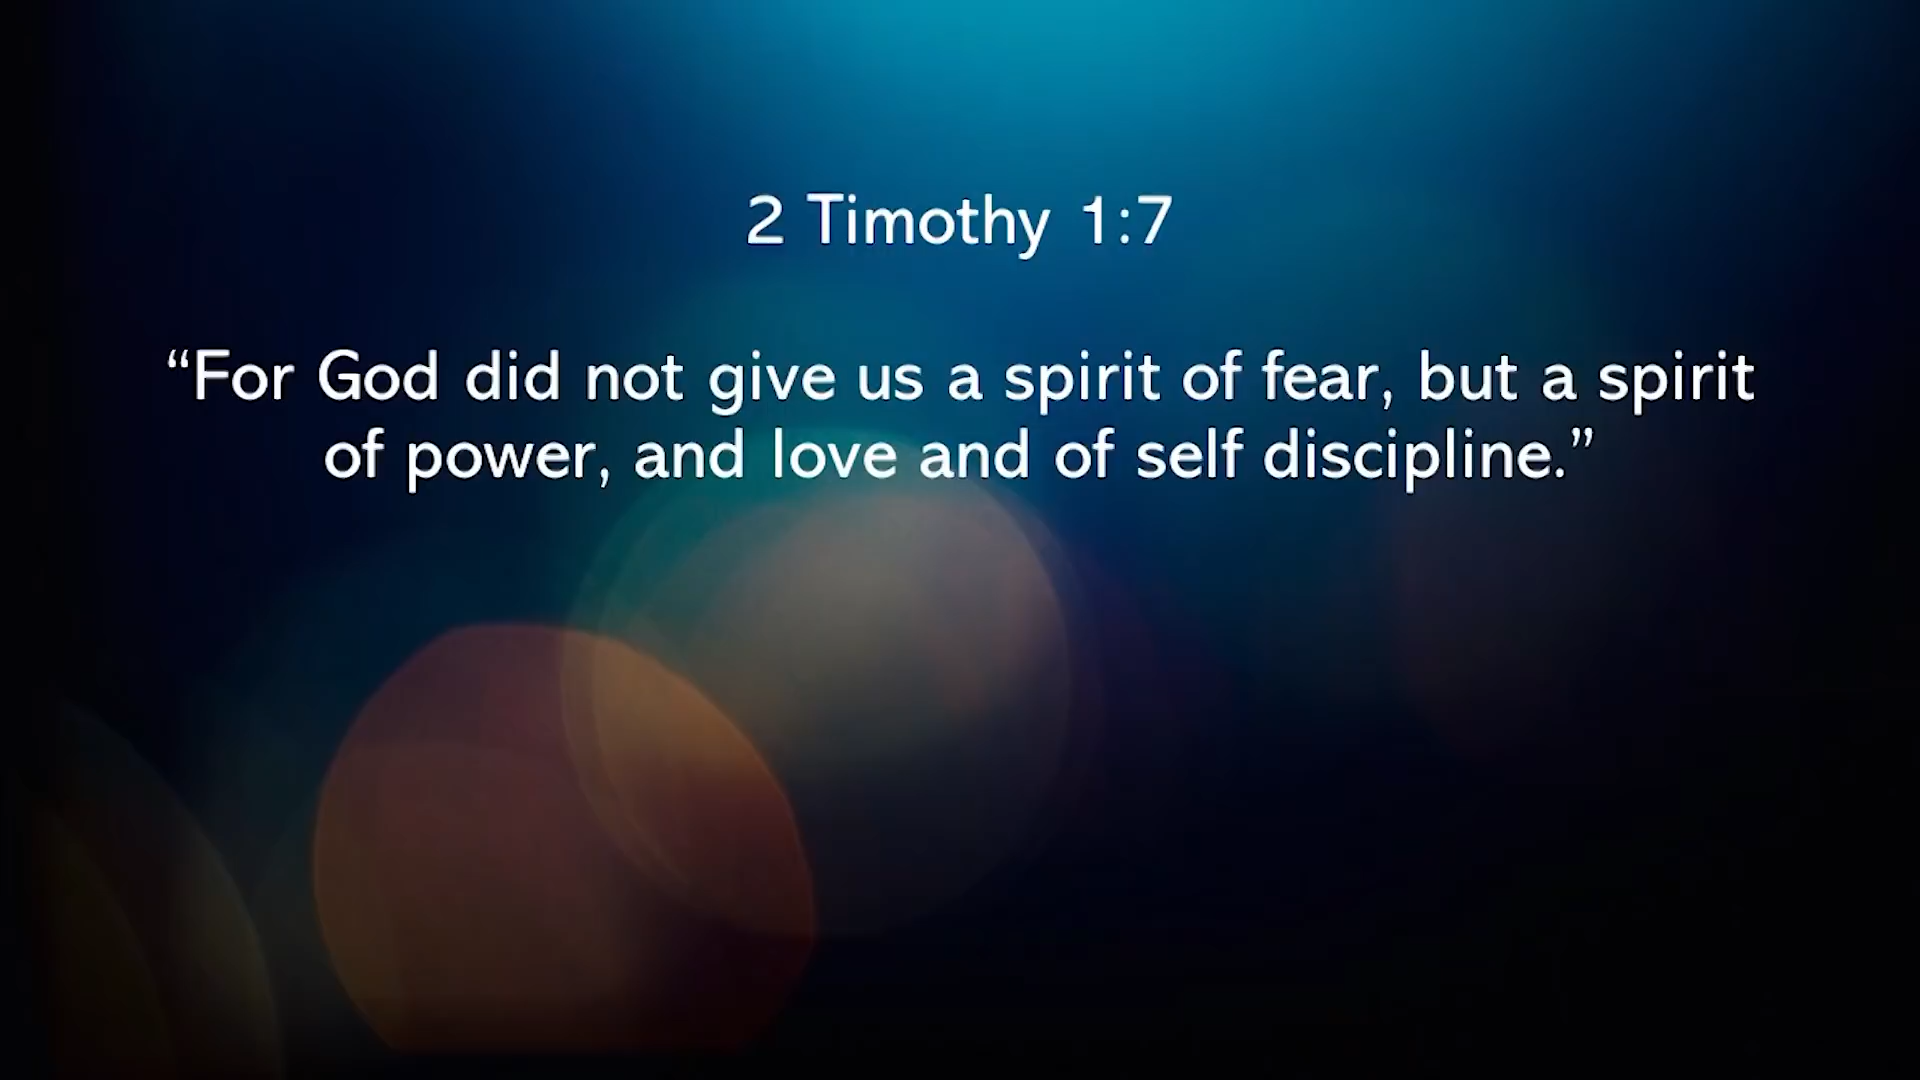 2 Timothy 1:7
“For God did not give us a spirit of fear, but a spirit
of power, and love and of self discipline.”